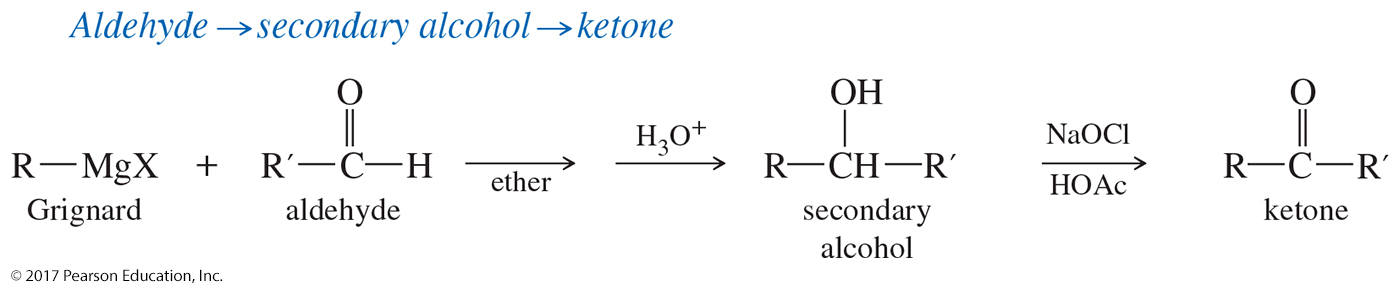 Aldehyde → secondary alcohol → ketone
O OH O
R—MgX + R′—C—H ether H₃O⁺ R—CH—R′ NaOCl HOAc R—C—R′
Grignard aldehyde secondary alcohol ketone
© 2017 Pearson Education, Inc.